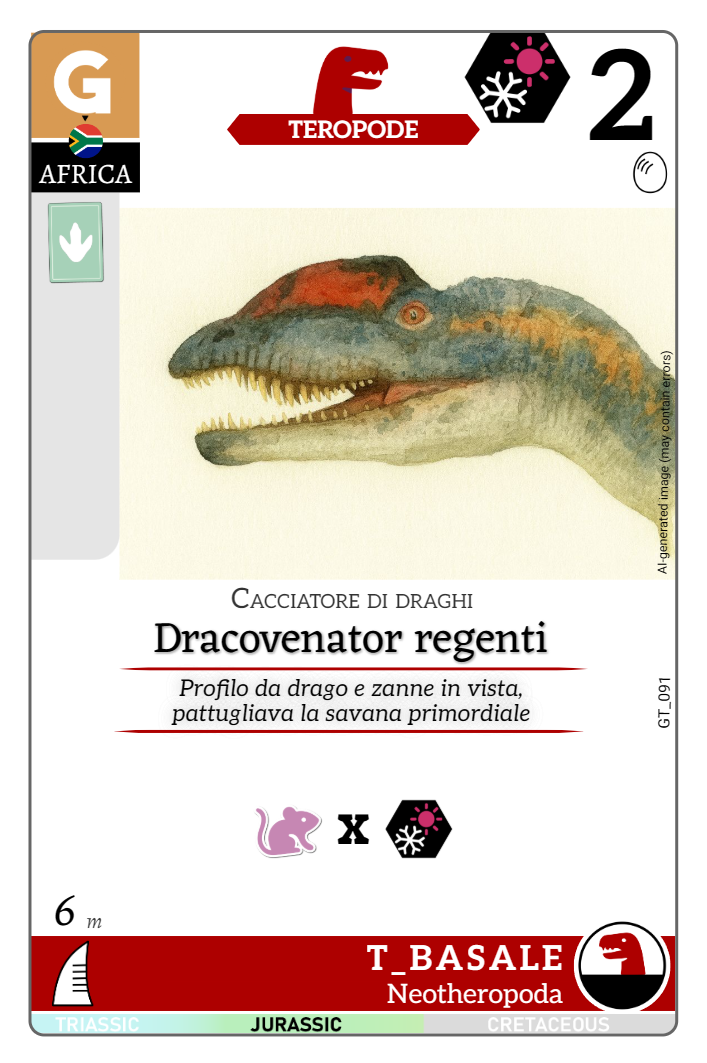 G
TEROPODE
2
AFRICA
AI-generated image (may contain errors)
CACCIATORE DI DRAGHI
Dracovenator regenti
Profilo da drago e zanne in vista,
pattugliava la savana primordiale
GT_091
X
6 m
T_BASALE
Neotheropoda
TRIASSIC JURASSIC CRETACEOUS